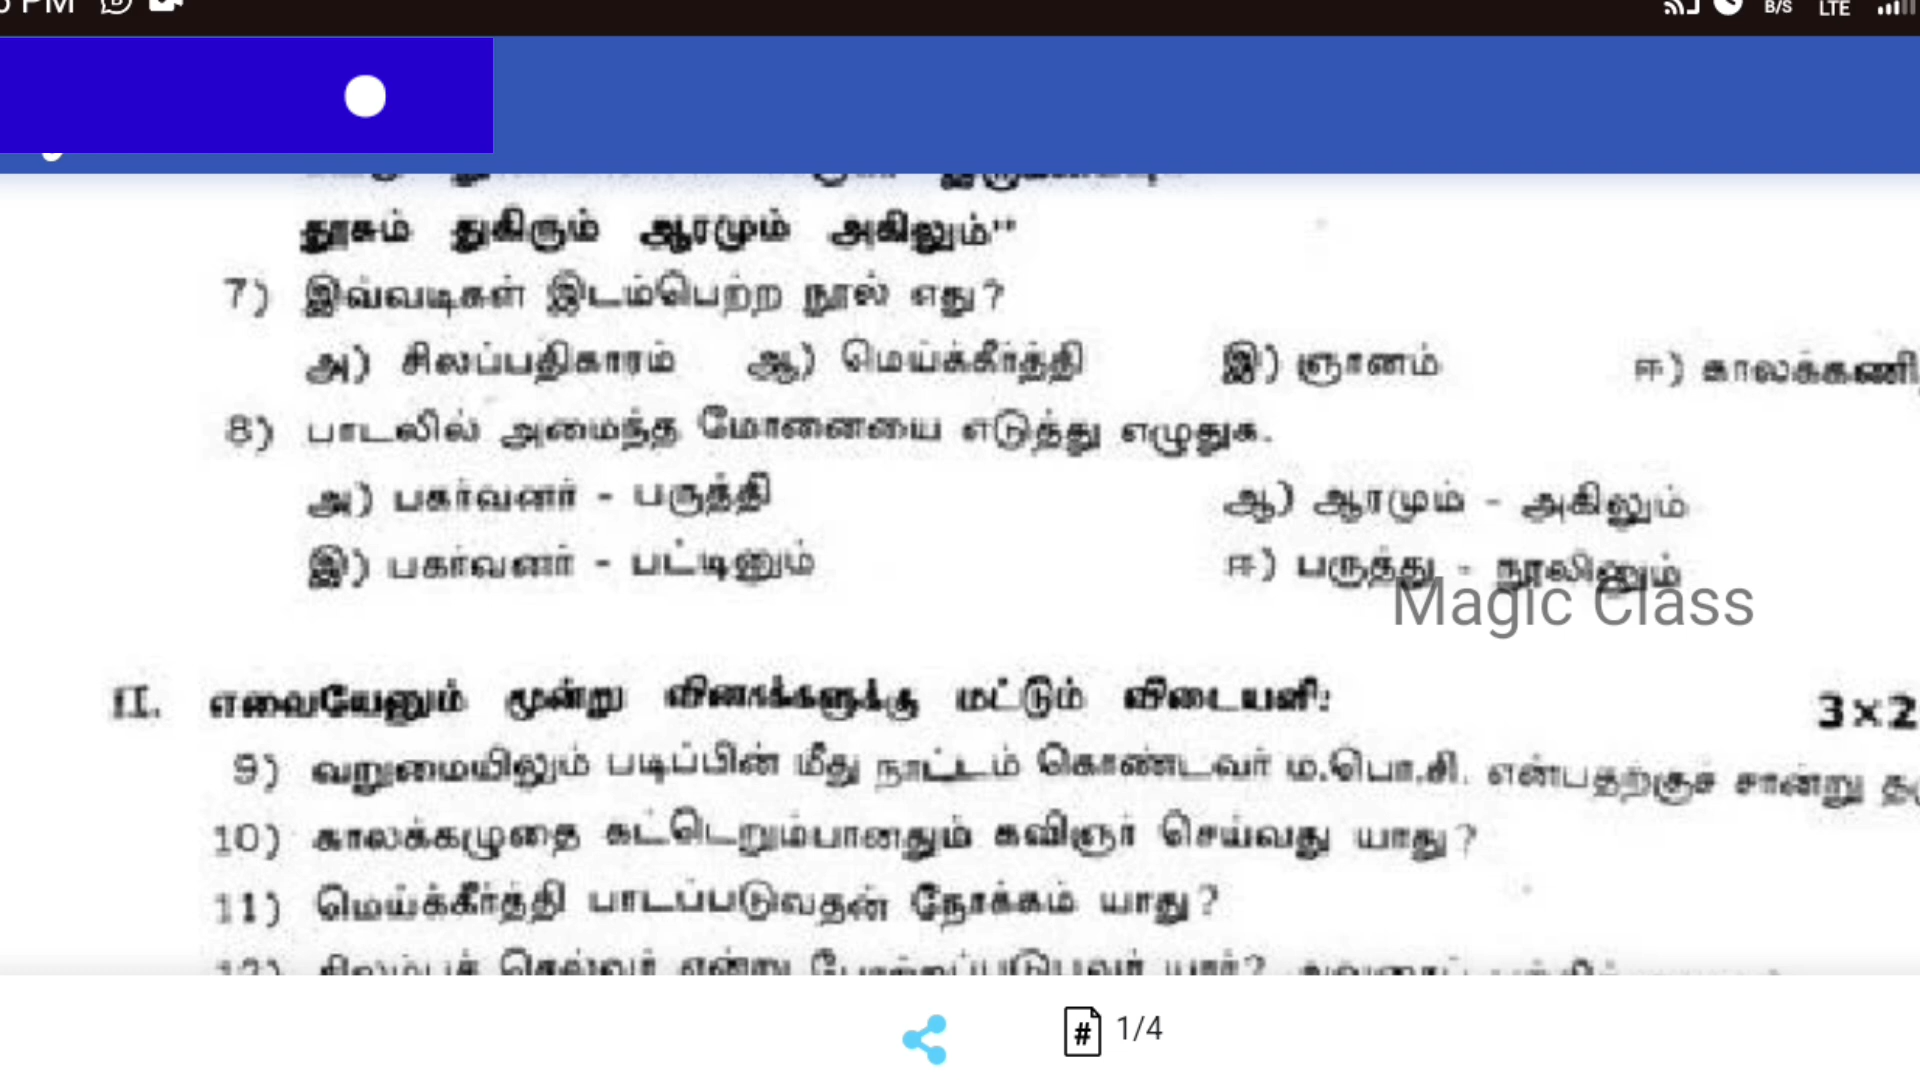 PM
B/S LTE
தூசும் துகிரும் ஆரமும் அகிலும்"
7) இவ்வடிகள் இடம்பெற்ற நூல் எது?
அ) சிலப்பதிகாரம் ஆ) மெய்க்கீர்த்தி இ) ஞானம் ஈ) காலக்கணி
8) பாடலில் அமைந்த மோனையை எடுத்து எழுதுக.
அ) பகர்வனர் - பருத்தி ஆ) ஆரமும் - அகிலும்
இ) பகர்வனர் - பட்டினும் ஈ) பருத்து - நூலினும்
Magic Class
II. எவையேனும் மூன்று வினாக்களுக்கு மட்டும் விடையளி: 3×2
9) வறுமையிலும் படிப்பின் மீது நாட்டம் கொண்டவர் ம.பொ.சி. என்பதற்குச் சான்று
10) காலக்கழுதை கட்டெறும்பானதும் கவிஞர் செய்வது யாது?
11) மெய்க்கீர்த்தி பாடப்படுவதன் நோக்கம் யாது?
# 1/4